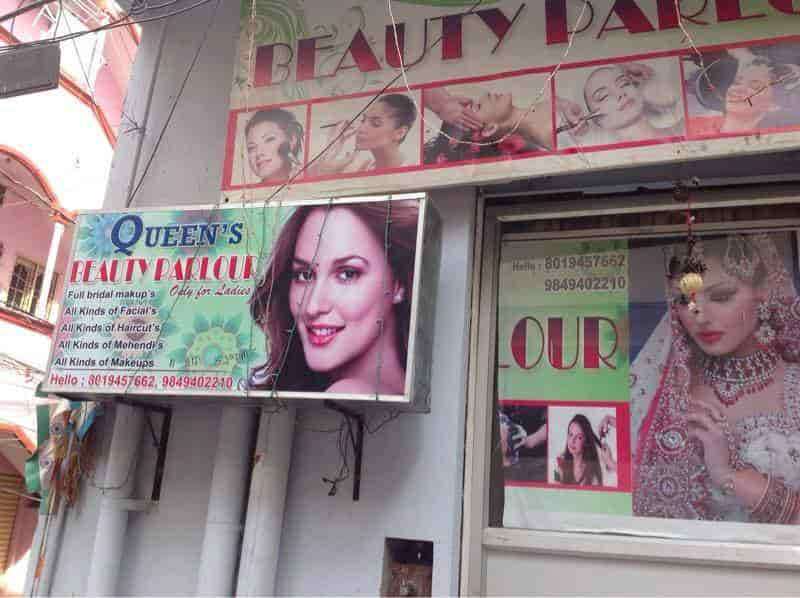 BEAUTY PARLOU
QUEEN'S
BEAUTY PARLOUR
Only for Ladies
Full bridal makup's
All Kinds of Facial's
All Kinds of Haircut's
All Kinds of Mehendi's
All Kinds of Makeups
Hello : 8019457662, 9849402210
Hello : 8019457662
9849402210
LOUR